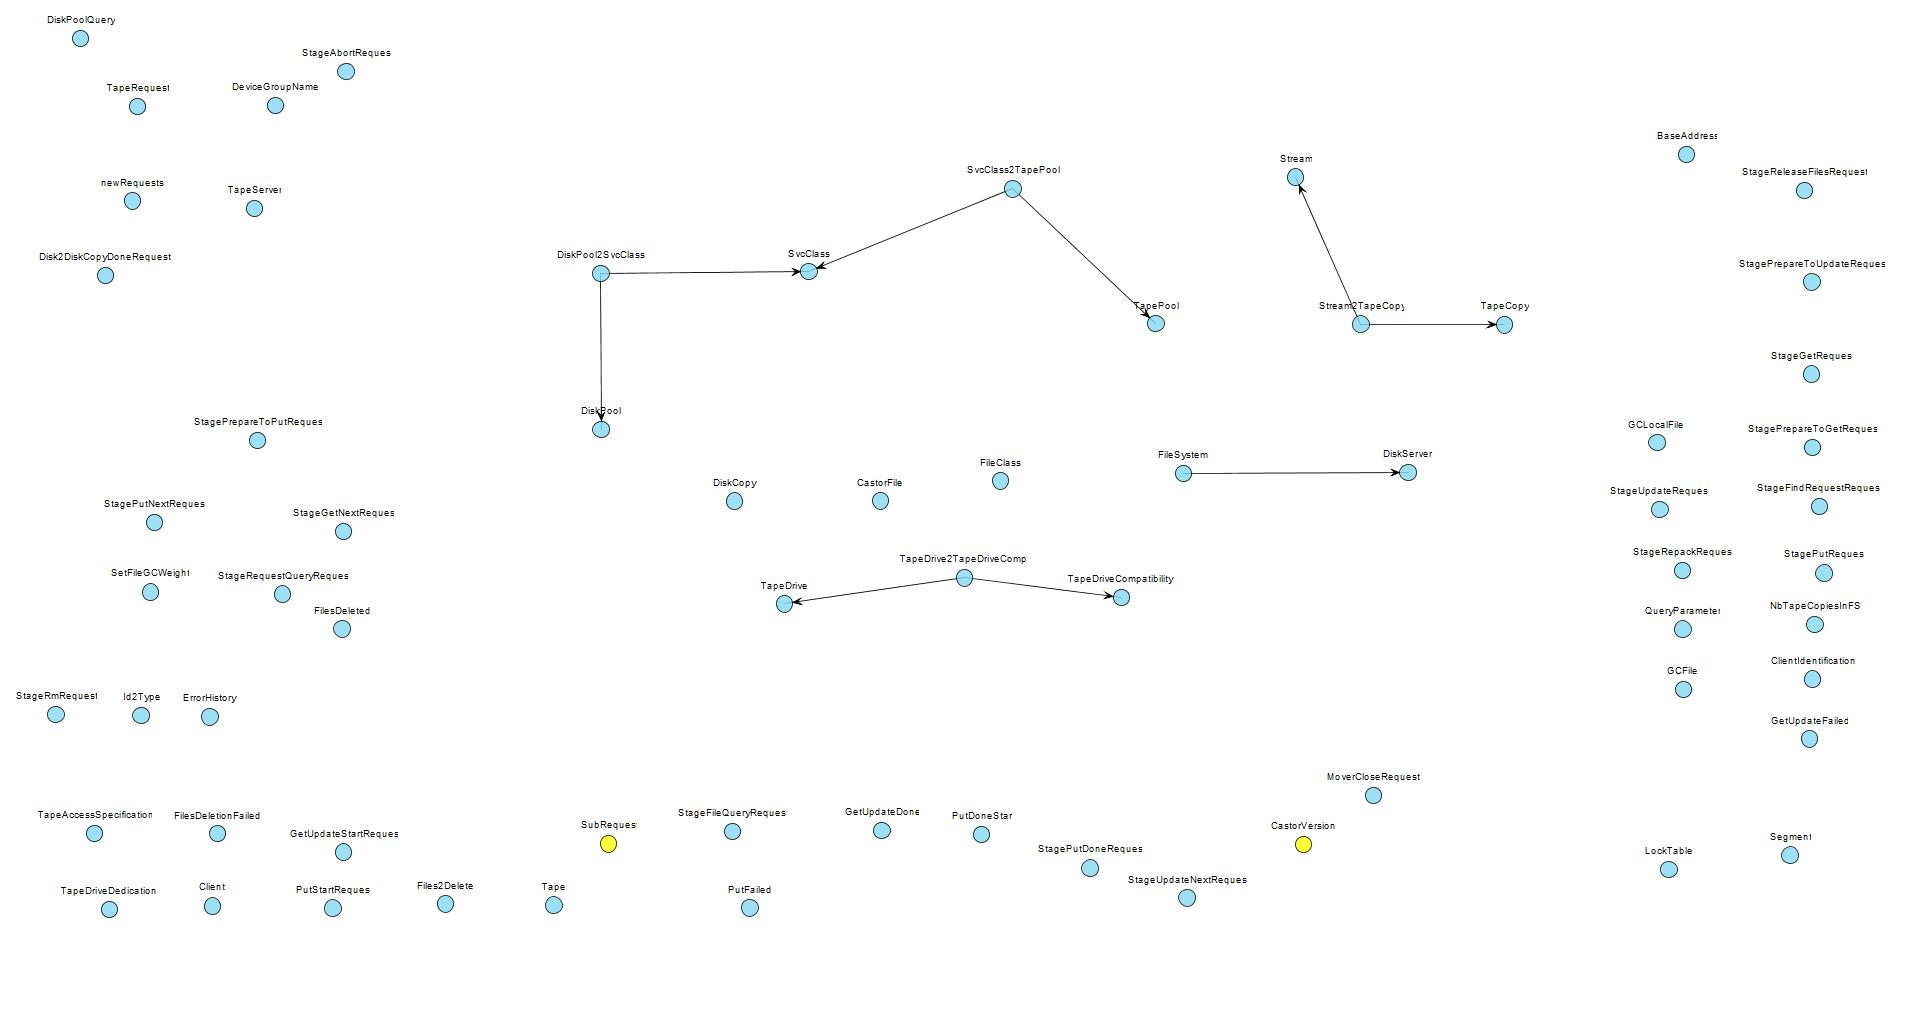 DiskPoolQuery
StageAbortReques
TapeRequest
DeviceGroupName
BaseAddress
Stream
SvcClass2TapePool
StageReleaseFilesRequest
newRequests
TapeServer
Disk2DiskCopyDoneRequest
DiskPool2SvcClass
SvcClass
StagePrepareToUpdateReques
TapePool
Stream2TapeCopy
TapeCopy
StageGetReques
DiskPool
StagePrepareToPutReques
GCLocalFile
StagePrepareToGetReques
FileClass
FileSystem
DiskServer
DiskCopy
CastorFile
StageUpdateReques
StageFindRequestReques
StagePutNextReques
StageGetNextReques
StageRepackReques
StagePutReques
TapeDrive2TapeDriveComp
SetFileGCWeight
StageRequestQueryReques
TapeDrive
TapeDriveCompatibility
FilesDeleted
QueryParameter
NbTapeCopiesInFS
GCFile
ClientIdentification
StageRmRequest
Id2Type
ErrorHistory
GetUpdateFailed
MoverCloseRequest
TapeAccessSpecification
FilesDeletionFailed
GetUpdateStartReques
SubReques
StageFileQueryReques
GetUpdateDone
PutDoneStar
CastorVersion
StagePutDoneReques
LockTable
Segment
TapeDriveDedication
Client
PutStartReques
Files2Delete
Tape
PutFailed
StageUpdateNextReques